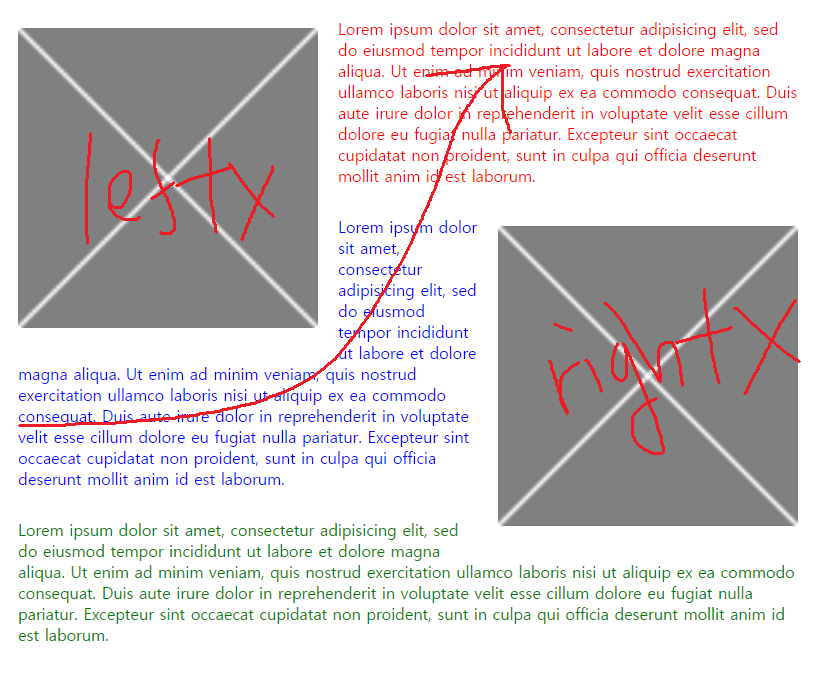 Lorem ipsum dolor sit amet, consectetur adipisicing elit, sed
do eiusmod tempor incididunt ut labore et dolore magna
aliqua. Ut enim ad minim veniam, quis nostrud exercitation
ullamco laboris nisi ut aliquip ex ea commodo consequat. Duis
aute irure dolor in reprehenderit in voluptate velit esse cillum
dolore eu fugiat nulla pariatur. Excepteur sint occaecat
cupidatat non proident, sunt in culpa qui officia deserunt
mollit anim id est laborum.
leftx
Lorem ipsum dolor
sit amet,
consectetur
adipisicing elit, sed
do eiusmod
tempor incididunt
ut labore et dolore
magna aliqua. Ut enim ad minim veniam, quis nostrud
exercitation ullamco laboris nisi ut aliquip ex ea commodo
consequat. Duis aute irure dolor in reprehenderit in voluptate
velit esse cillum dolore eu fugiat nulla pariatur. Excepteur sint
occaecat cupidatat non proident, sunt in culpa qui officia
deserunt mollit anim id est laborum.
rightx
Lorem ipsum dolor sit amet, consectetur adipisicing elit, sed
do eiusmod tempor incididunt ut labore et dolore magna
aliqua. Ut enim ad minim veniam, quis nostrud exercitation ullamco laboris nisi ut aliquip ex ea commodo
consequat. Duis aute irure dolor in reprehenderit in voluptate velit esse cillum dolore eu fugiat nulla
pariatur. Excepteur sint occaecat cupidatat non proident, sunt in culpa qui officia deserunt mollit anim id
est laborum.